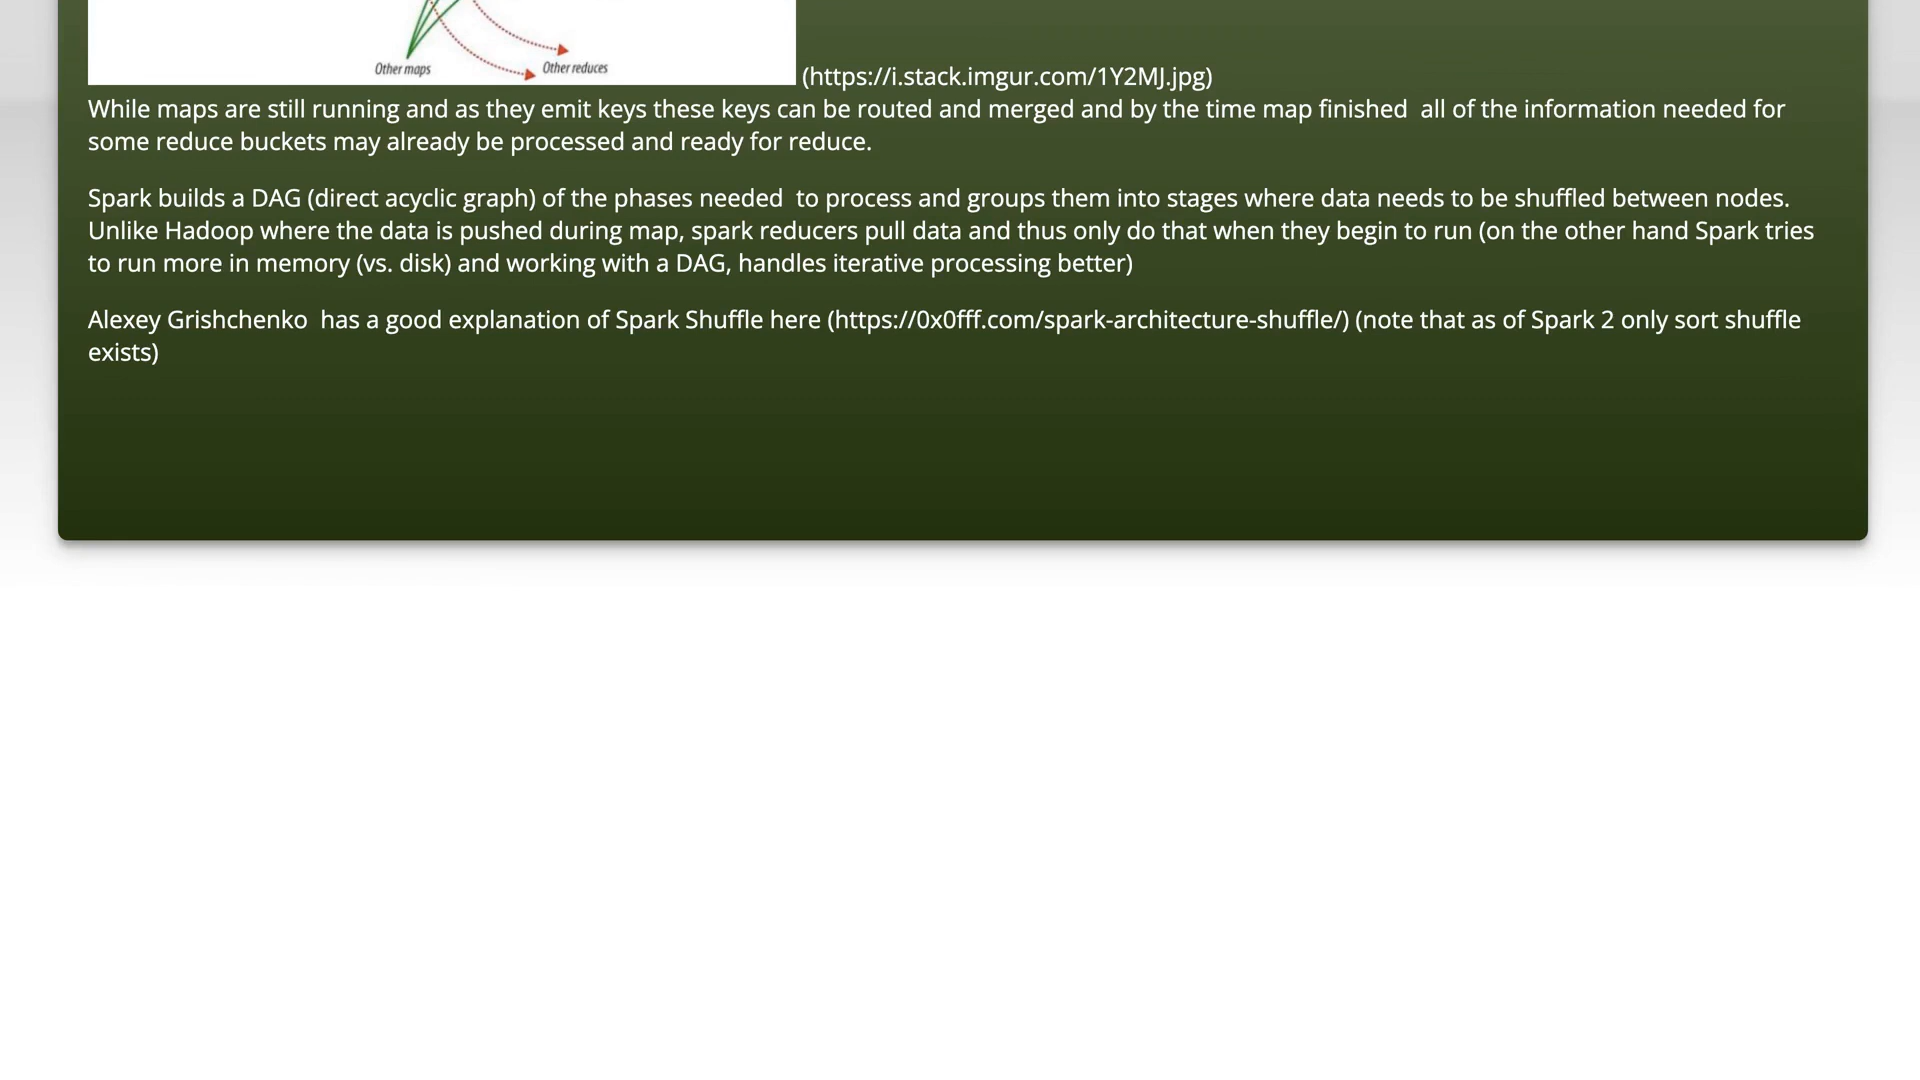 Other maps
Other reduces
(https://i.stack.imgur.com/1Y2MJ.jpg)
While maps are still running and as they emit keys these keys can be routed and merged and by the time map finished  all of the information needed for
some reduce buckets may already be processed and ready for reduce.
Spark builds a DAG (direct acyclic graph) of the phases needed  to process and groups them into stages where data needs to be shuffled between nodes.
Unlike Hadoop where the data is pushed during map, spark reducers pull data and thus only do that when they begin to run (on the other hand Spark tries
to run more in memory (vs. disk) and working with a DAG, handles iterative processing better)
Alexey Grishchenko  has a good explanation of Spark Shuffle here (https://0x0fff.com/spark-architecture-shuffle/) (note that as of Spark 2 only sort shuffle
exists)